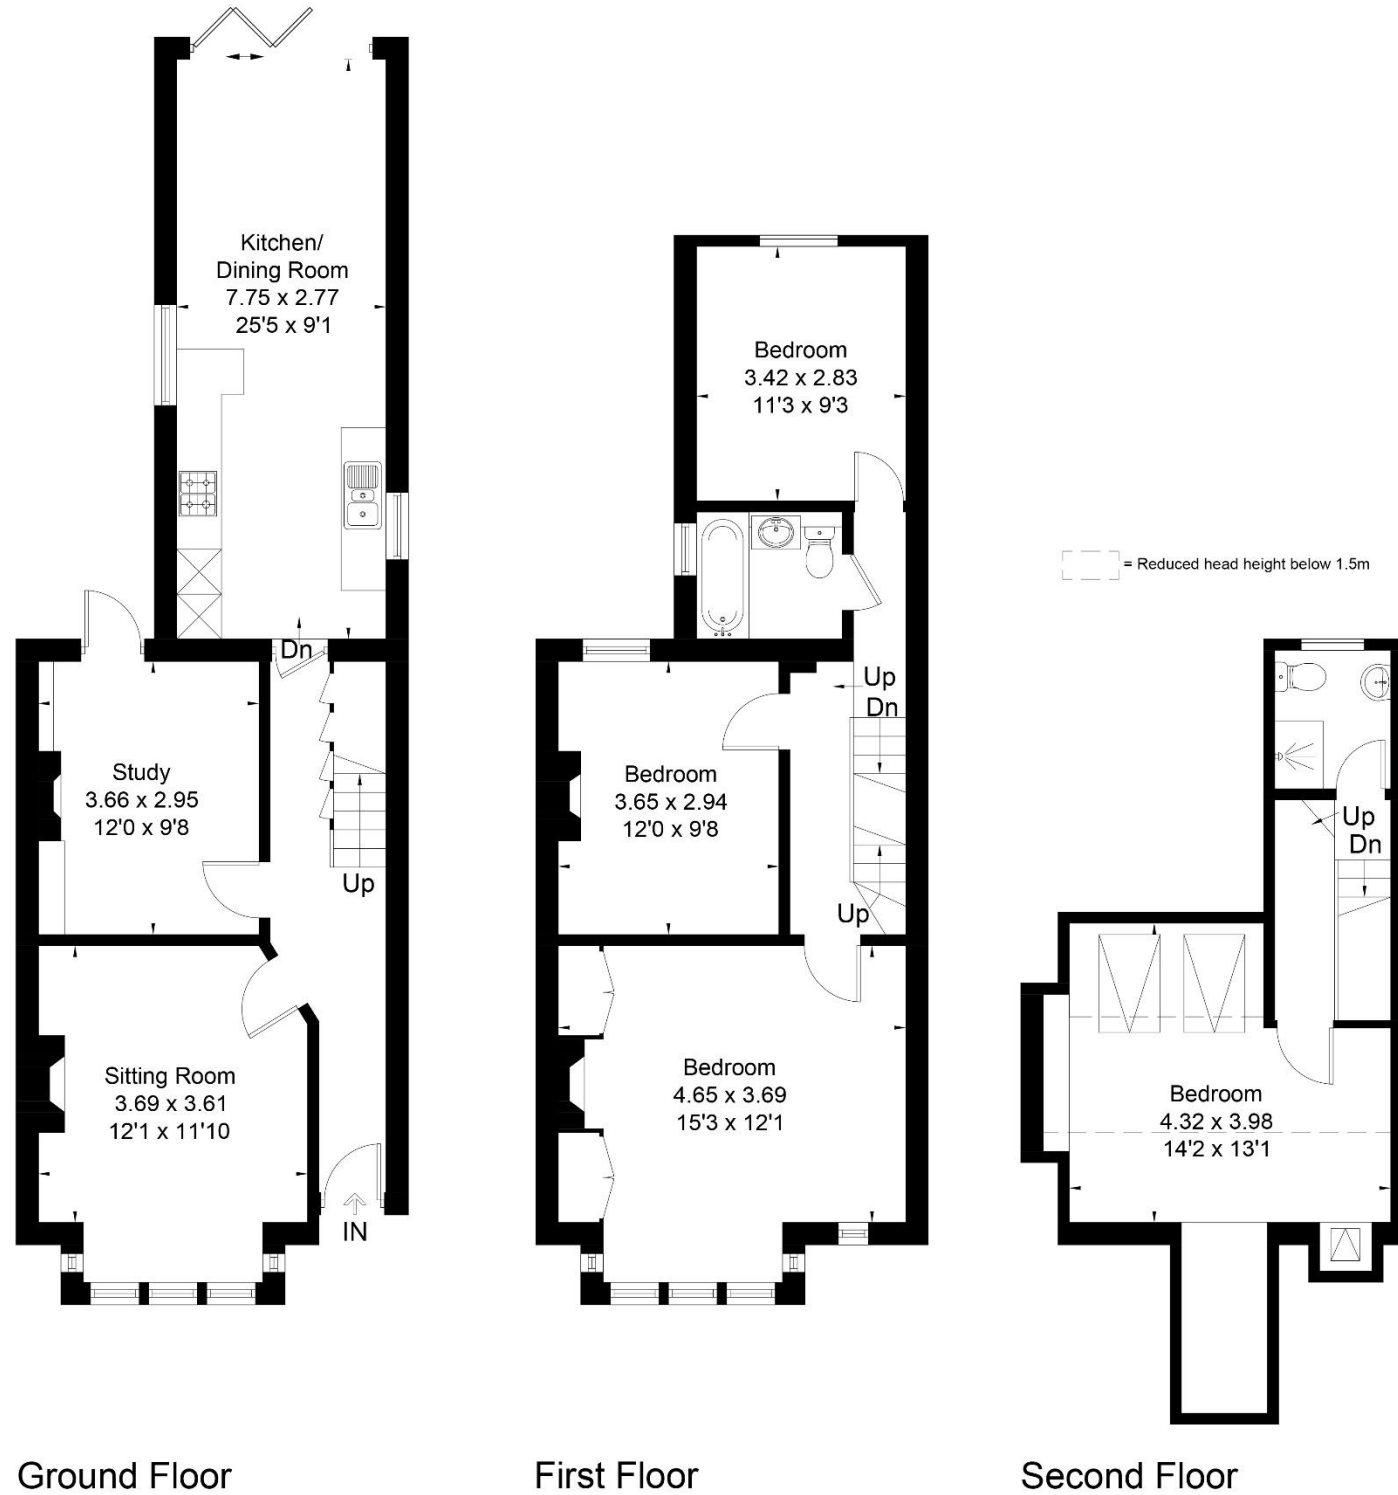 Kitchen/
Dining Room
7.75 x 2.77
25'5 x 9'1
Dn
Study
3.66 x 2.95
12'0 x 9'8
Up
Sitting Room
3.69 x 3.61
12'1 x 11'10
IN
Ground Floor
Bedroom
3.42 x 2.83
11'3 x 9'3
Up
Dn
Bedroom
3.65 x 2.94
12'0 x 9'8
Up
Bedroom
4.65 x 3.69
15'3 x 12'1
First Floor
= Reduced head height below 1.5m
Up
Dn
Bedroom
4.32 x 3.98
14'2 x 13'1
Second Floor